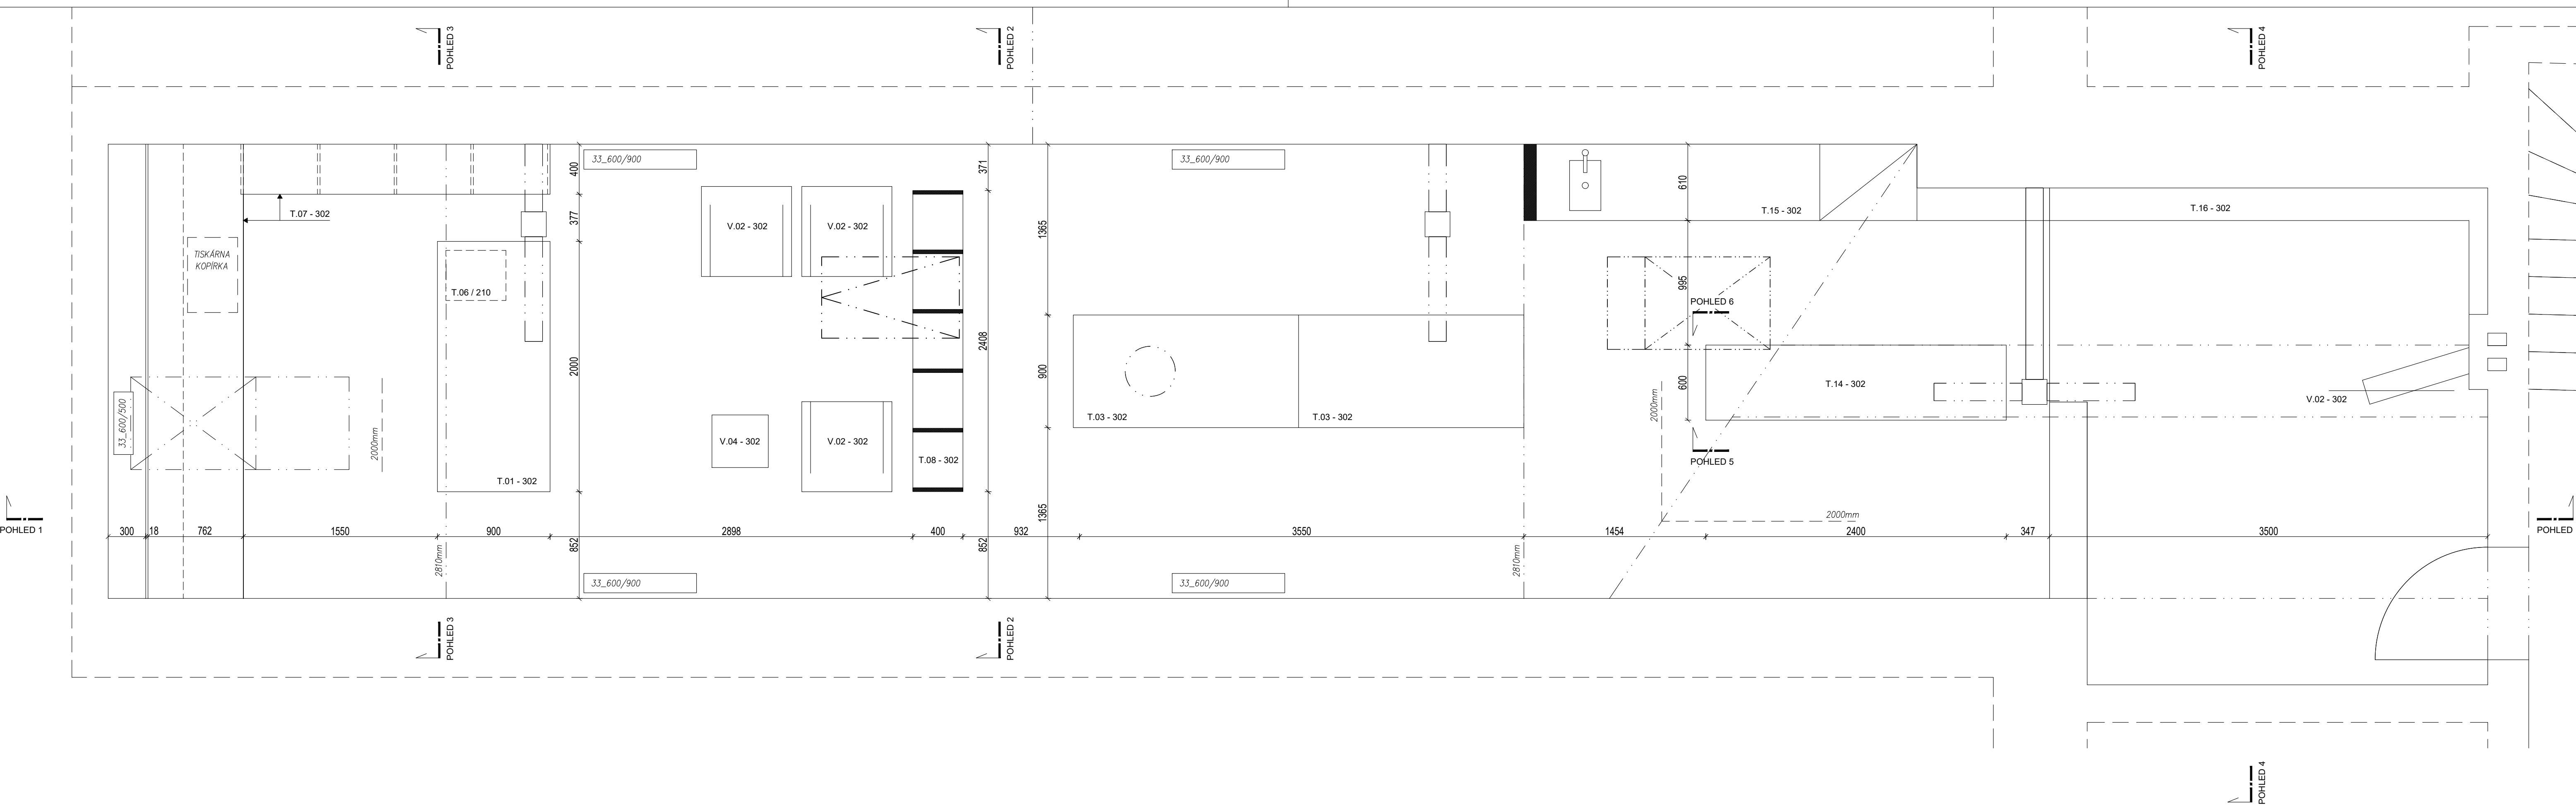 POHLED 3
POHLED 2
POHLED 4
33_600/900
33_600/900
400
371
610
T.07 - 302
377
V.02 - 302
V.02 - 302
1365
T.15 - 302
T.16 - 302
TISKÁRNA
KOPÍRKA
T.06 / 210
995
POHLED 6
2000
2408
900
600
T.14 - 302
V.02 - 302
33_600/500
2000mm
2000mm
T.03 - 302
T.03 - 302
V.04 - 302
V.02 - 302
T.08 - 302
POHLED 5
T.01 - 302
1365
2000mm
POHLED 1
POHLED
300
18
762
1550
900
2898
400
932
3550
1454
2400
347
3500
852
852
2810mm
2810mm
33_600/900
33_600/900
POHLED 3
POHLED 2
POHLED 4